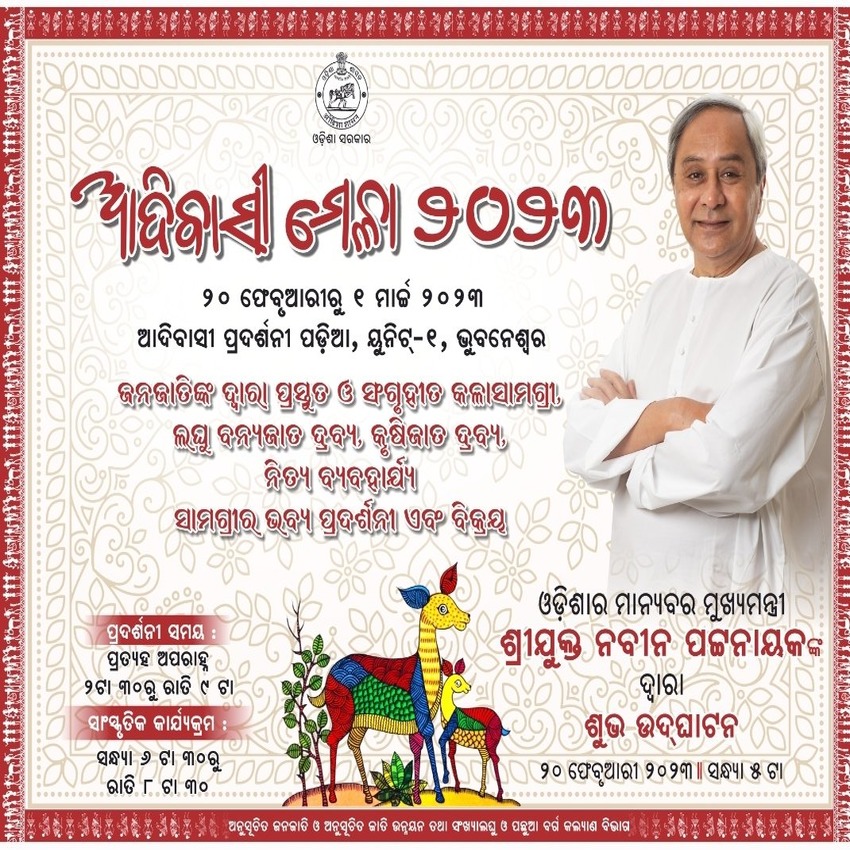 ଓଡ଼ିଶା ସରକାର
ଆଦିବାସୀ ମେଳା ୨୦୨୩
୨୦ ଫେବୃଆରୀରୁ ୧ ମାର୍ଚ୍ଚ ୨୦୨୩
ଆଦିବାସୀ ପ୍ରଦର୍ଶନୀ ପଡ଼ିଆ, ୟୁନିଟ୍-୧, ଭୁବନେଶ୍ୱର
ଜନଜାତିଙ୍କ ଦ୍ୱାରା ପ୍ରସ୍ତୁତ ଓ ସଂଗୃହୀତ କଳାସାମଗ୍ରୀ,
ଲଘୁ ବନ୍ୟଜାତ ଦ୍ରବ୍ୟ, କୃଷିଜାତ ଦ୍ରବ୍ୟ,
ନିତ୍ୟ ବ୍ୟବହାର୍ଯ୍ୟ
ସାମଗ୍ରୀର ଭବ୍ୟ ପ୍ରଦର୍ଶନୀ ଏବଂ ବିକ୍ରୟ
ପ୍ରଦର୍ଶନୀ ସମୟ :
ପ୍ରତ୍ୟହ ଅପରାହ୍ନ
୨ଟା ୩୦ରୁ ରାତି ୯ ଟା
ସାଂସ୍କୃତିକ କାର୍ଯ୍ୟକ୍ରମ :
ସନ୍ଧ୍ୟା ୬ ଟା ୩୦ରୁ
ରାତି ୮ ଟା ୩୦
ଓଡ଼ିଶାର ମାନ୍ୟବର ମୁଖ୍ୟମନ୍ତ୍ରୀ
ଶ୍ରୀଯୁକ୍ତ ନବୀନ ପଟ୍ଟନାୟକଙ୍କ
ଦ୍ୱାରା
ଶୁଭ ଉଦ୍‌ଘାଟନ
୨୦ ଫେବୃଆରୀ ୨୦୨୩॥ ସନ୍ଧ୍ୟା ୫ ଟା
ଅନୁସୂଚିତ ଜନଜାତି ଓ ଅନୁସୂଚିତ ଜାତି ଉନ୍ନୟନ ତଥା ସଂଖ୍ୟାଲଘୁ ଓ ପଛୁଆ ବର୍ଗ କଲ୍ୟାଣ ବିଭାଗ